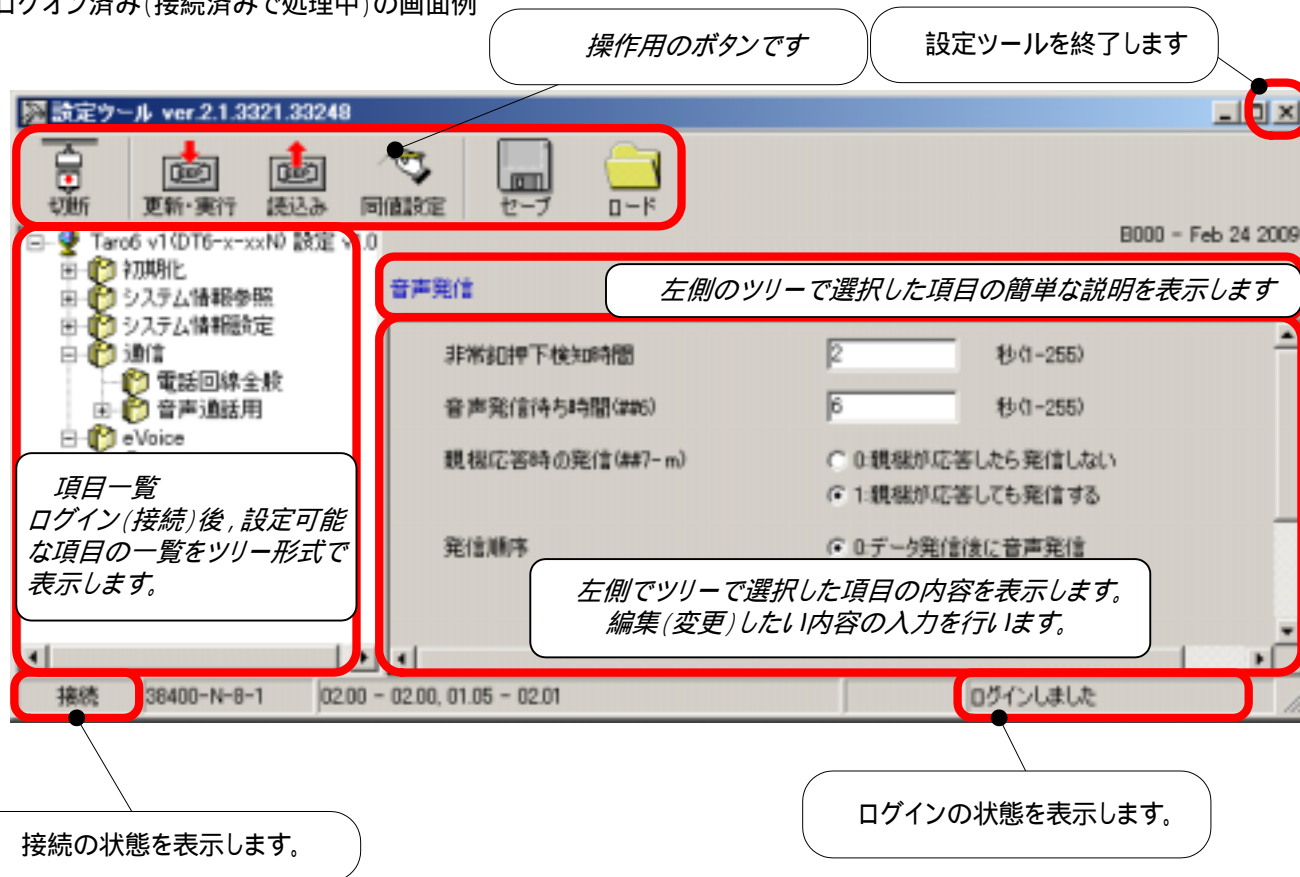 ログオン済み(接続済みで処理中)の画面例
操作用のボタンです
設定ツールを終了します
設定ツール ver.2.1.3321.33248
切断 更新・実行 読込み 同値設定 セーブ ロード
B000 - Feb 24 2009
Taro6 v1(DT6-x-xxN) 設定 v1.0
初期化
システム情報参照
システム情報設定
通信
電話回線全般
音声通話用
eVoice
項目一覧
ログイン(接続)後,設定可能
な項目の一覧をツリー形式で
表示します。
音声発信
左側のツリーで選択した項目の簡単な説明を表示します
非常釦押下検知時間 2 秒(1-255)
音声発信待ち時間(##6) 6 秒(1-255)
親機応答時の発信(##7-m) 0:親機が応答したら発信しない
1:親機が応答しても発信する
発信順序 0:データ発信後に音声発信
左側でツリーで選択した項目の内容を表示します。
編集(変更)したい内容の入力を行います。
接続 38400-N-8-1 02.00 - 02.00, 01.05 - 02.01 ログインしました
ログインの状態を表示します。
接続の状態を表示します。